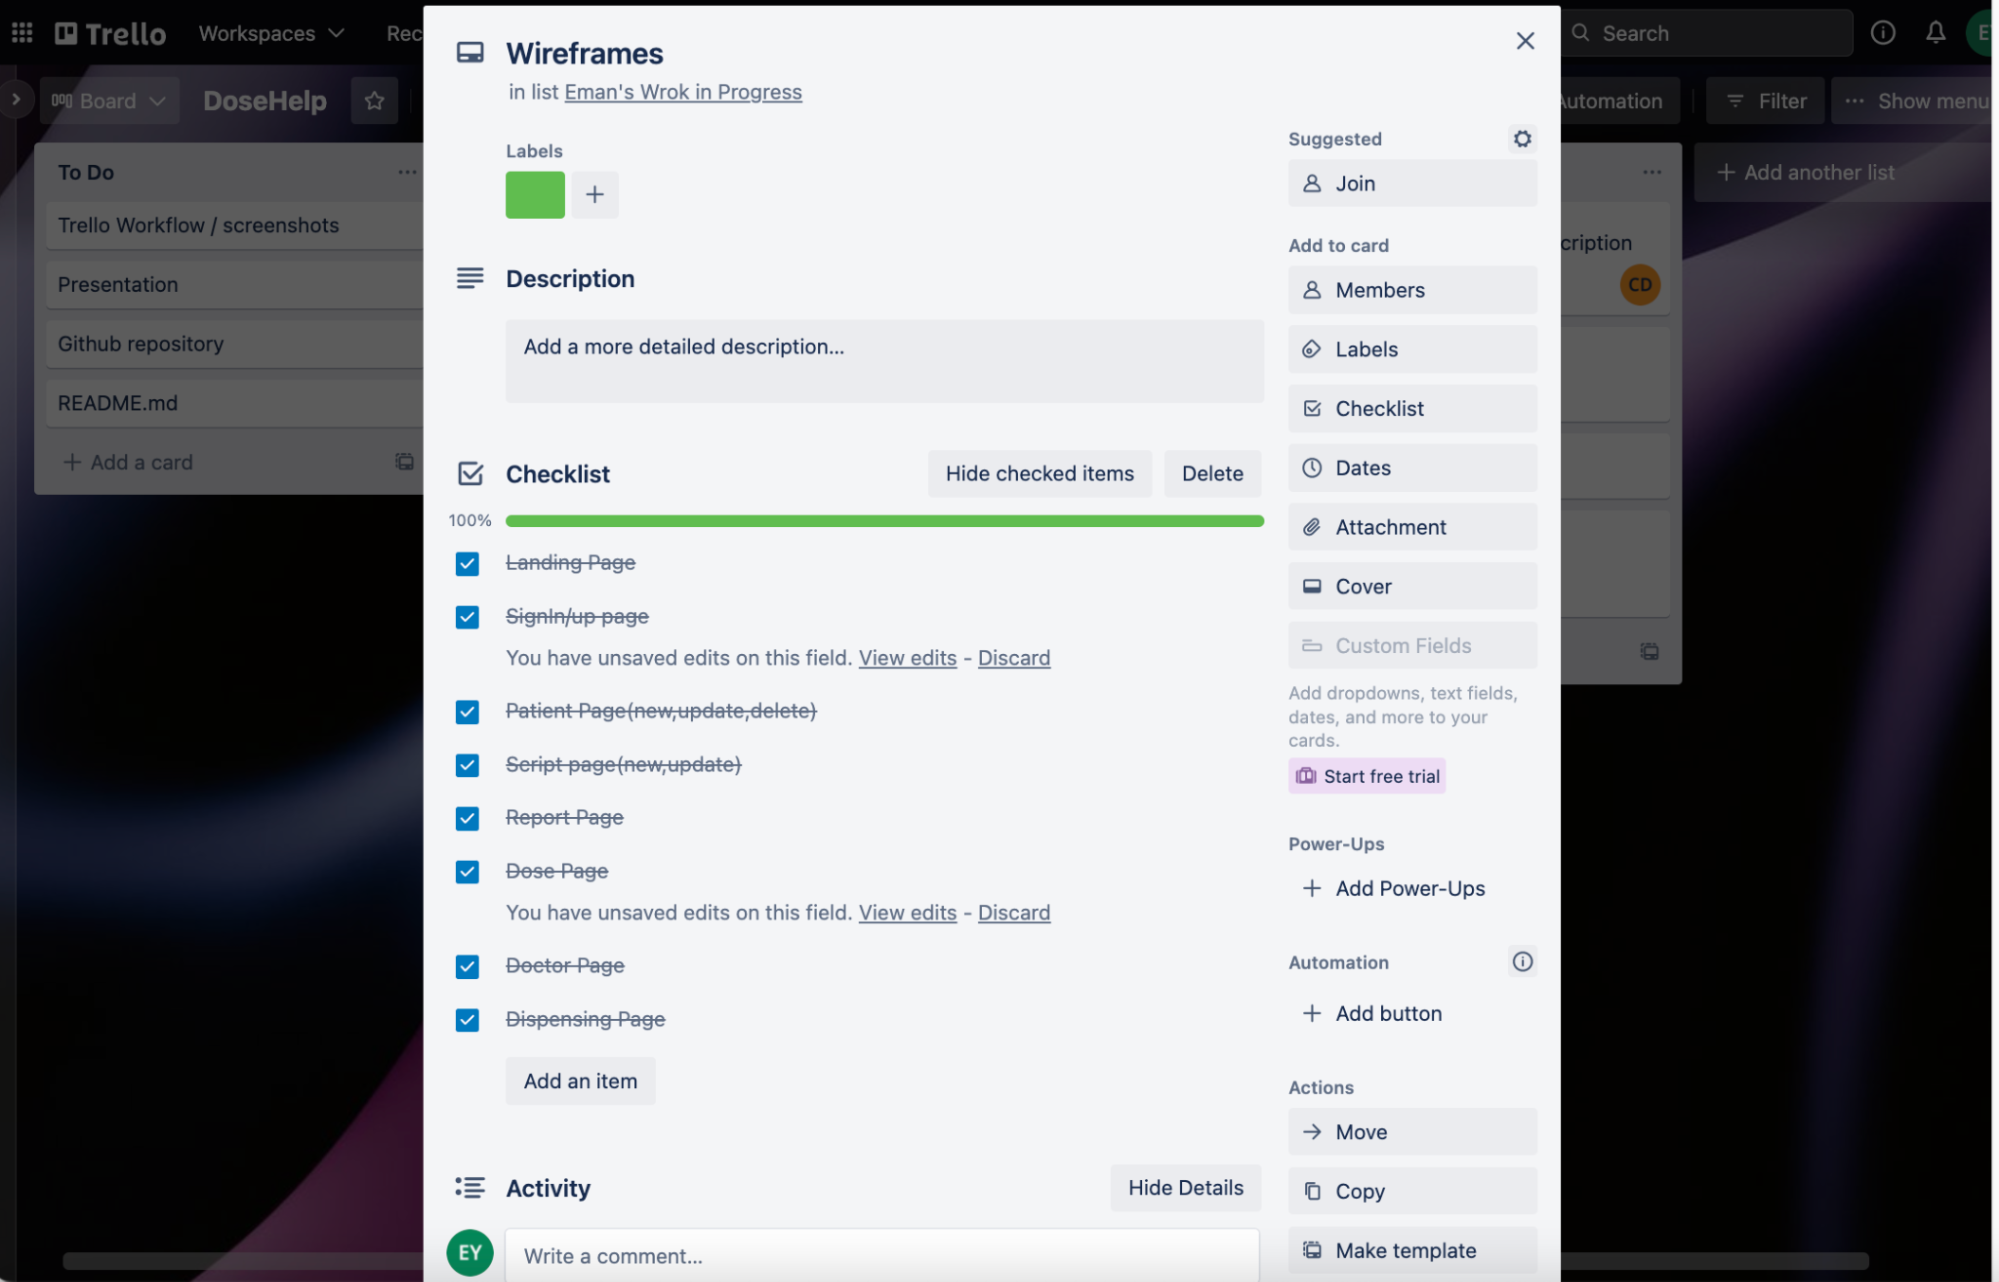 Trello
Workspaces
Rec
Search
Board
DoseHelp
Automation
Filter
Show menu
To Do
Trello Workflow / screenshots
Presentation
Github repository
README.md
Add a card
Wireframes
in list Eman's Wrok in Progress
Labels
Description
Add a more detailed description...
Checklist
Hide checked items
Delete
100%
Landing Page
SignIn/up page
You have unsaved edits on this field. View edits - Discard
Patient Page(new,update,delete)
Script page(new,update)
Report Page
Dose Page
You have unsaved edits on this field. View edits - Discard
Doctor Page
Dispensing Page
Add an item
Activity
Hide Details
EY
Write a comment...
Suggested
Join
Add to card
Members
Labels
Checklist
Dates
Attachment
Cover
Custom Fields
Add dropdowns, text fields,
dates, and more to your
cards.
Start free trial
Power-Ups
Add Power-Ups
Automation
Add button
Actions
Move
Copy
Make template
Add another list
cription
CD